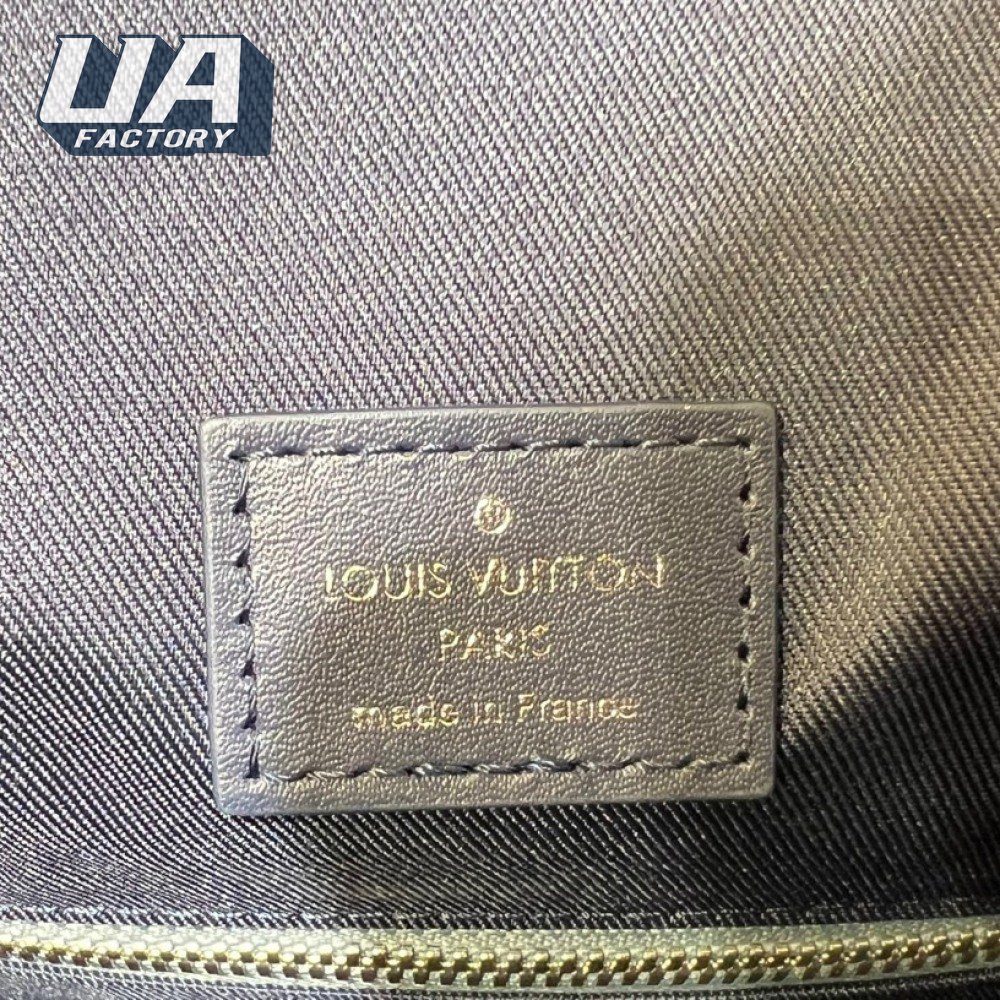 UA
FACTORY
®
LOUIS VUITTON
PARIS
made in France